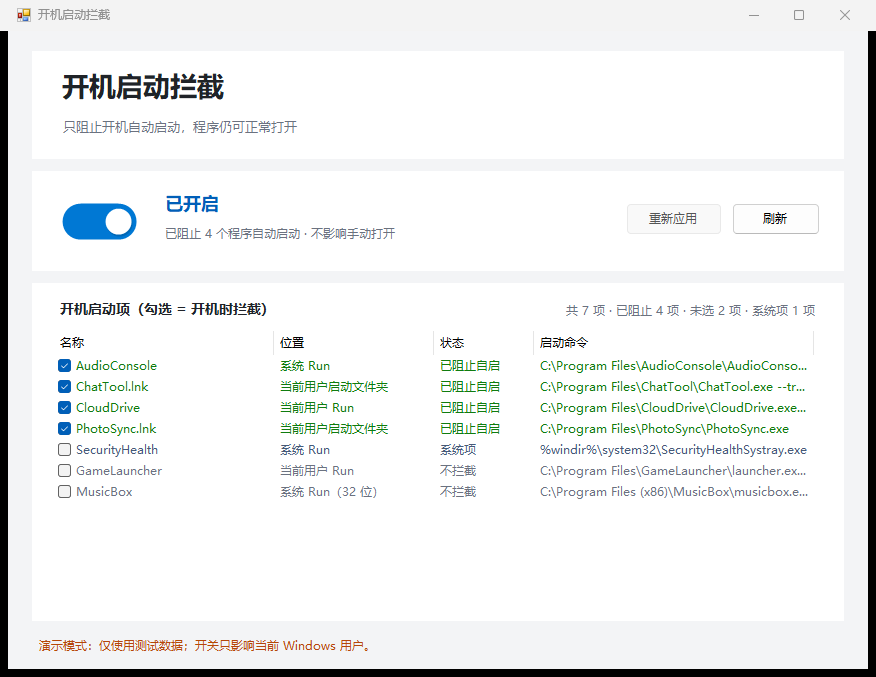 开机启动拦截
开机启动拦截
只阻止开机自动启动，程序仍可正常打开
已开启
已阻止 4 个程序自动启动 · 不影响手动打开
重新应用
刷新
开机启动项（勾选 = 开机时拦截）
共 7 项 · 已阻止 4 项 · 未选 2 项 · 系统项 1 项
名称 位置 状态 启动命令
AudioConsole 系统 Run 已阻止自启 C:\Program Files\AudioConsole\AudioConso...
ChatTool.lnk 当前用户启动文件夹 已阻止自启 C:\Program Files\ChatTool\ChatTool.exe --tr...
CloudDrive 当前用户 Run 已阻止自启 C:\Program Files\CloudDrive\CloudDrive.exe...
PhotoSync.lnk 当前用户启动文件夹 已阻止自启 C:\Program Files\PhotoSync\PhotoSync.exe
SecurityHealth 系统 Run 系统项 %windir%\system32\SecurityHealthSystray.exe
GameLauncher 当前用户 Run 不拦截 C:\Program Files\GameLauncher\launcher.ex...
MusicBox 系统 Run（32 位） 不拦截 C:\Program Files (x86)\MusicBox\musicbox.e...
演示模式：仅使用测试数据；开关只影响当前 Windows 用户。